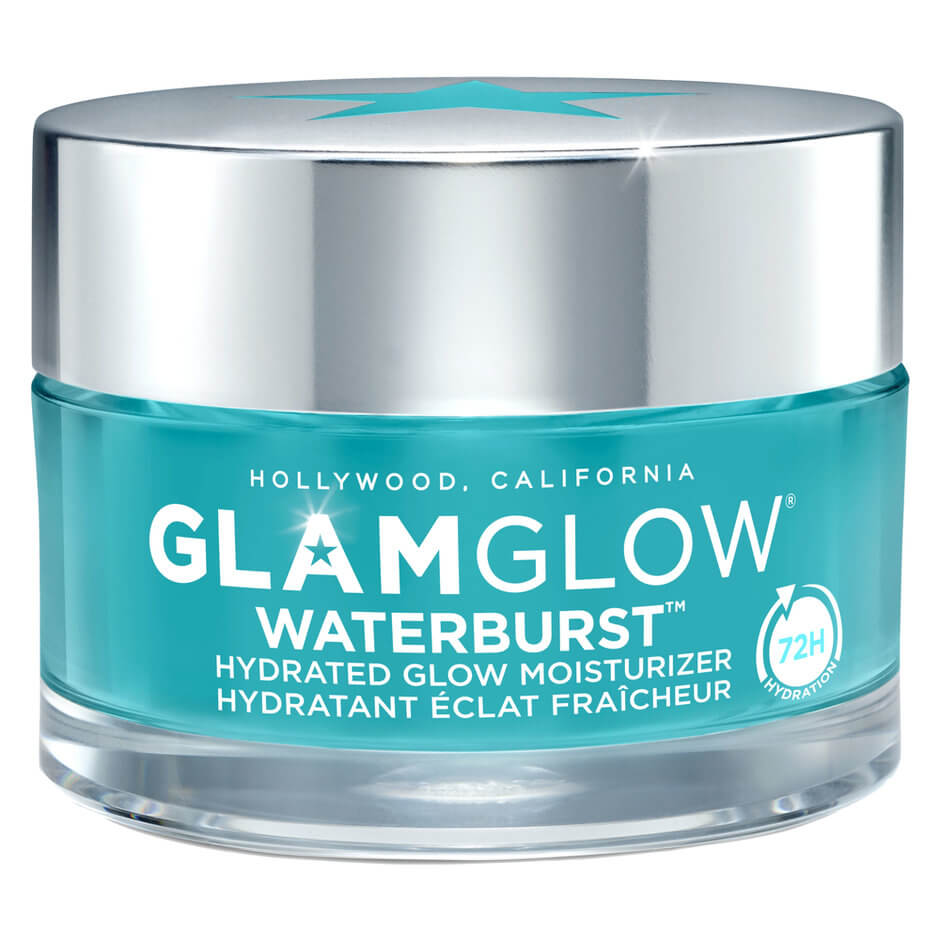 HOLLYWOOD, CALIFORNIA
GLAMGLOW®
WATERBURST™
HYDRATED GLOW MOISTURIZER
HYDRATANT ÉCLAT FRAÎCHEUR
72H
HYDRATION